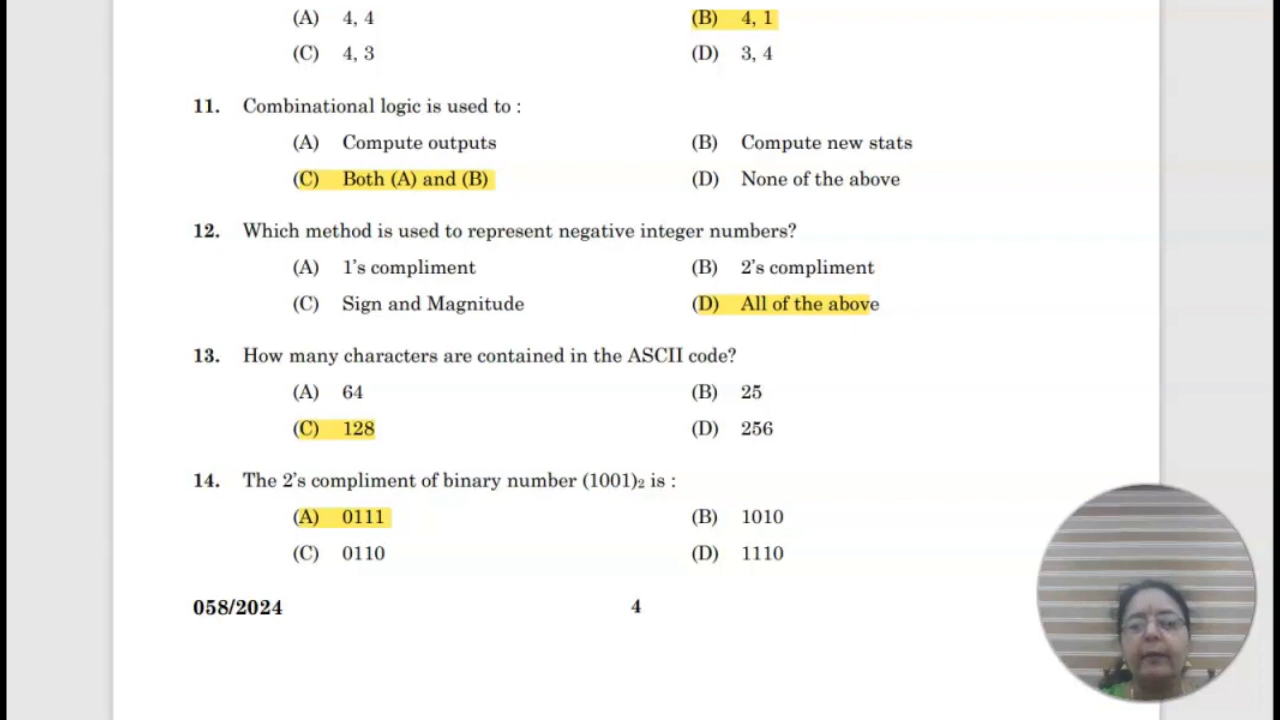 (A) 4, 4 (B) 4, 1
(C) 4, 3 (D) 3, 4
11. Combinational logic is used to :
(A) Compute outputs (B) Compute new stats
(C) Both (A) and (B) (D) None of the above
12. Which method is used to represent negative integer numbers?
(A) 1's compliment (B) 2's compliment
(C) Sign and Magnitude (D) All of the above
13. How many characters are contained in the ASCII code?
(A) 64 (B) 25
(C) 128 (D) 256
14. The 2's compliment of binary number (1001)₂ is :
(A) 0111 (B) 1010
(C) 0110 (D) 1110
058/2024 4